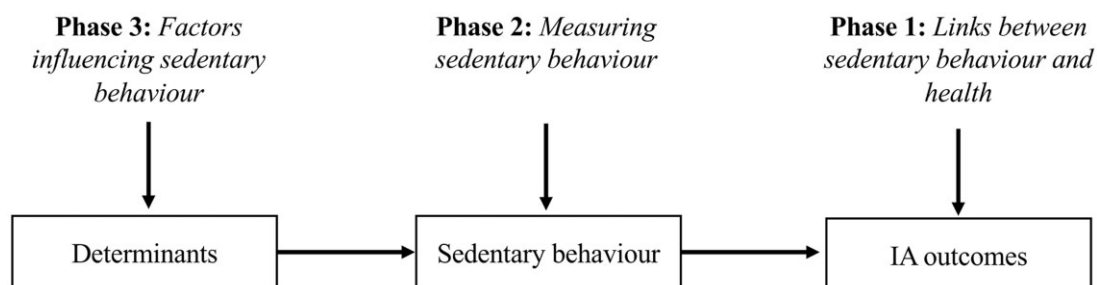 Phase 3: Factors
influencing sedentary
behaviour
Phase 2: Measuring
sedentary behaviour
Phase 1: Links between
sedentary behaviour and
health
Determinants
Sedentary behaviour
IA outcomes